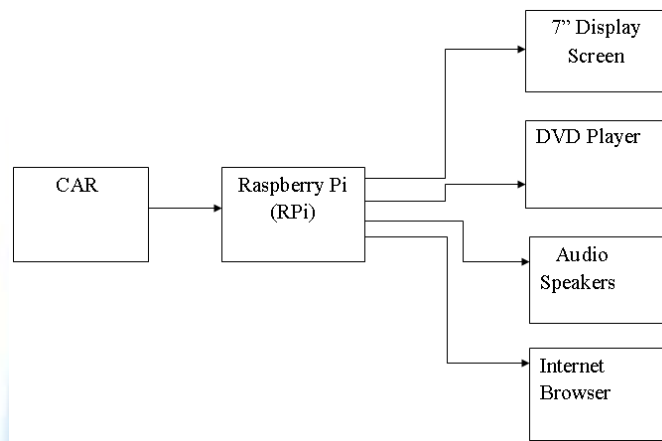 CAR
Raspberry Pi
(RPi)
7” Display
Screen
DVD Player
Audio
Speakers
Internet
Browser